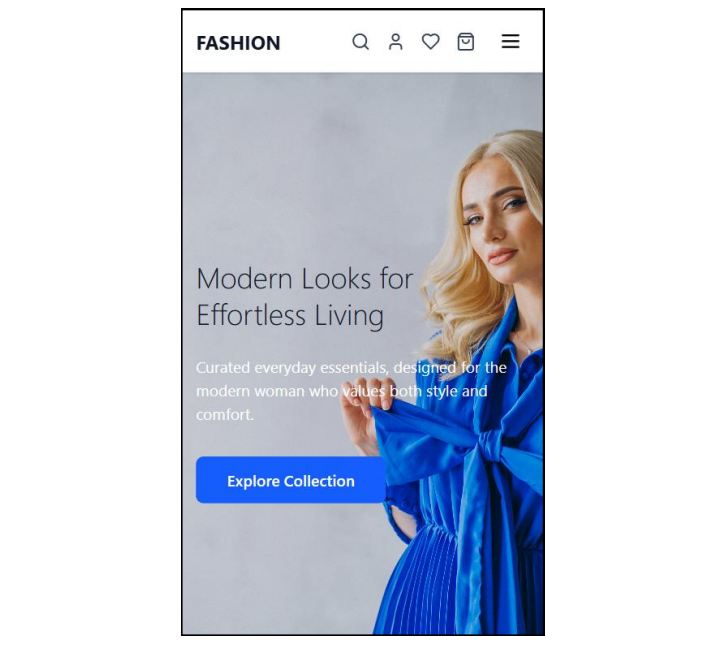 FASHION
Modern Looks for
Effortless Living
Curated everyday essentials, designed for the
modern woman who values both style and
comfort.
Explore Collection